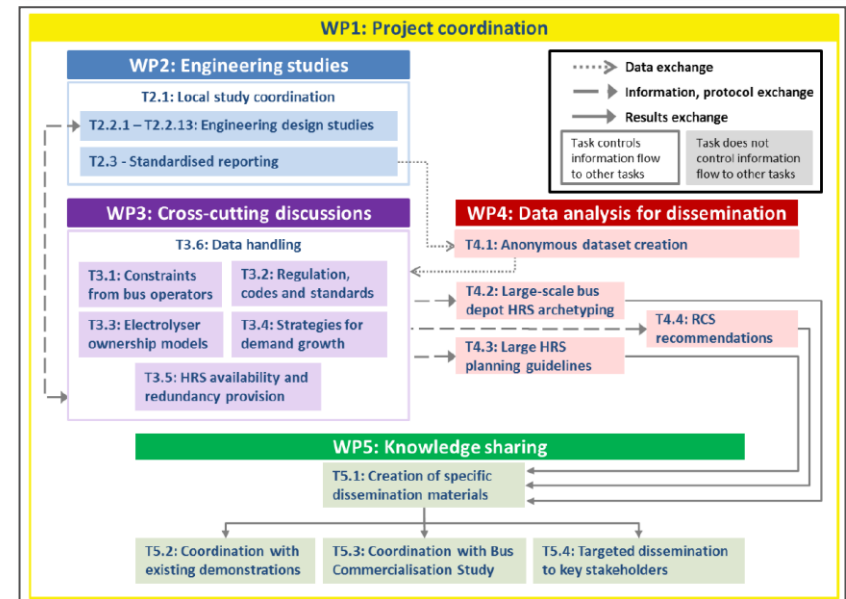 WP1: Project coordination
WP2: Engineering studies
T2.1: Local study coordination
T2.2.1 – T2.2.13: Engineering design studies
T2.3 - Standardised reporting
Data exchange
Information, protocol exchange
Results exchange
Task controls
information flow
to other tasks
Task does not
control information
flow to other tasks
WP3: Cross-cutting discussions
T3.6: Data handling
T3.1: Constraints
from bus operators
T3.2: Regulation,
codes and standards
T3.3: Electrolyser
ownership models
T3.4: Strategies for
demand growth
T3.5: HRS availability and
redundancy provision
WP4: Data analysis for dissemination
T4.1: Anonymous dataset creation
T4.2: Large-scale bus
depot HRS archetyping
T4.4: RCS
recommendations
T4.3: Large HRS
planning guidelines
WP5: Knowledge sharing
T5.1: Creation of specific
dissemination materials
T5.2: Coordination with
existing demonstrations
T5.3: Coordination with Bus
Commercialisation Study
T5.4: Targeted dissemination
to key stakeholders